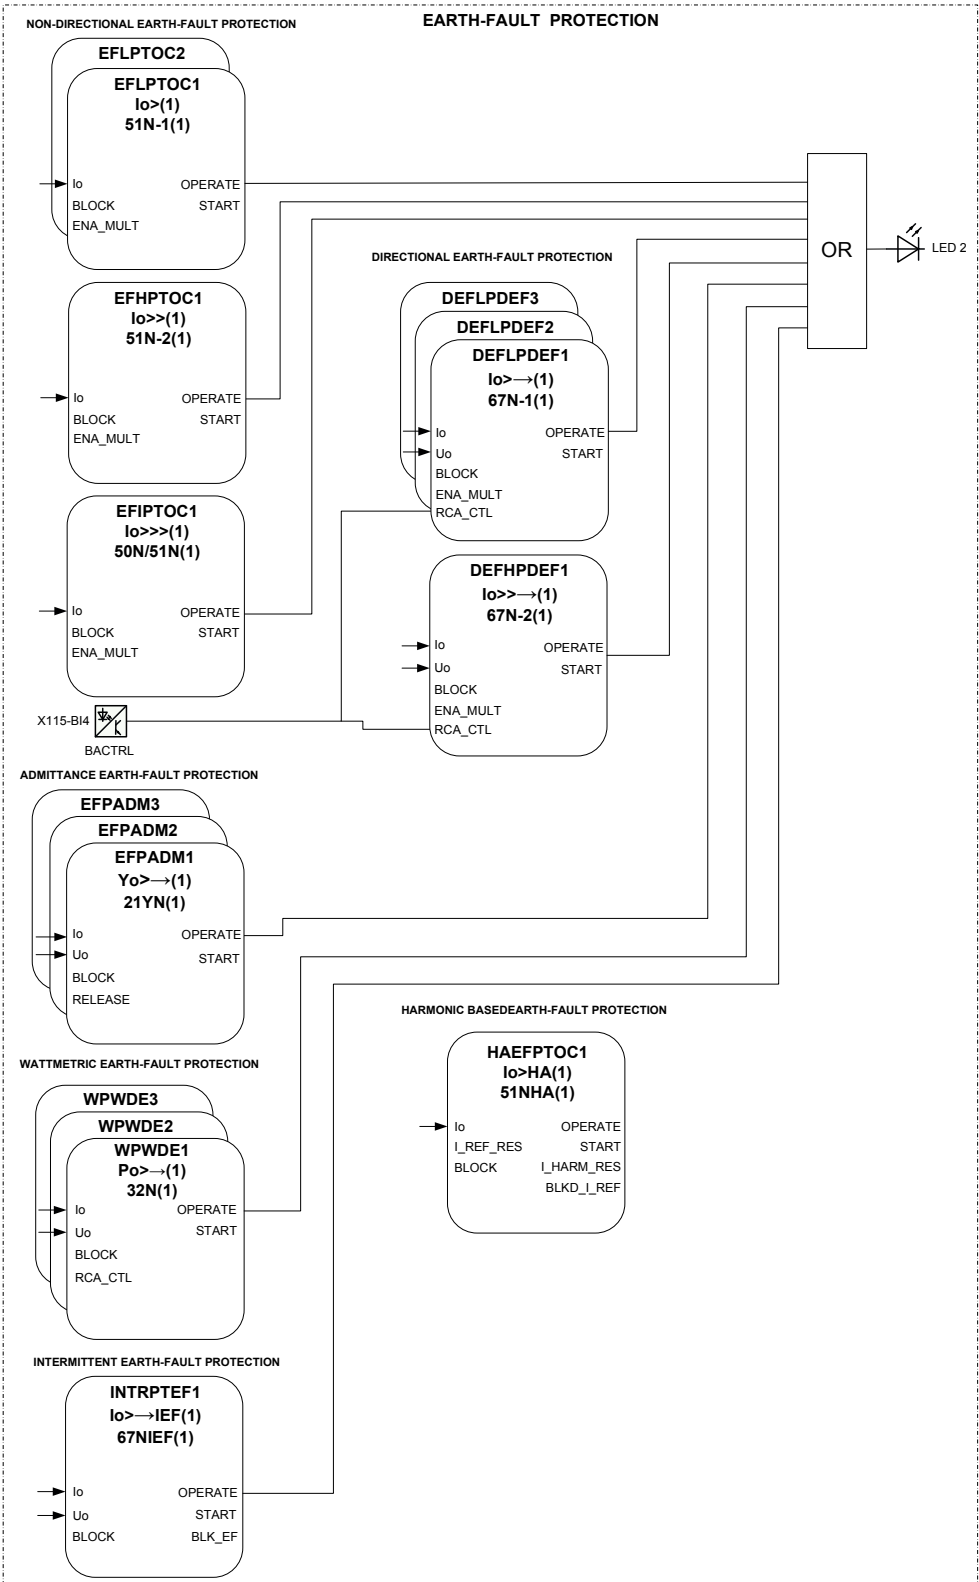 EARTH-FAULT PROTECTION
NON-DIRECTIONAL EARTH-FAULT PROTECTION
EFLPTOC2
EFLPTOC1
Io>(1)
51N-1(1)
Io OPERATE
BLOCK START
ENA_MULT
OR
LED 2
EFHPTOC1
Io>>(1)
51N-2(1)
Io OPERATE
BLOCK START
ENA_MULT
EFIPTOC1
Io>>>(1)
50N/51N(1)
Io OPERATE
BLOCK START
ENA_MULT
DIRECTIONAL EARTH-FAULT PROTECTION
DEFLPDEF3
DEFLPDEF2
DEFLPDEF1
Io>→(1)
67N-1(1)
Io OPERATE
Uo START
BLOCK
ENA_MULT
RCA_CTL
DEFHPDEF1
Io>>→(1)
67N-2(1)
Io OPERATE
Uo START
BLOCK
ENA_MULT
RCA_CTL
X115-BI4
BACTRL
ADMITTANCE EARTH-FAULT PROTECTION
EFPADM3
EFPADM2
EFPADM1
Yo>→(1)
21YN(1)
Io OPERATE
Uo START
BLOCK
RELEASE
WATTMETRIC EARTH-FAULT PROTECTION
WPWDE3
WPWDE2
WPWDE1
Po>→(1)
32N(1)
Io OPERATE
Uo START
BLOCK
RCA_CTL
HARMONIC BASEDEARTH-FAULT PROTECTION
HAEFPTOC1
Io>HA(1)
51NHA(1)
Io OPERATE
I_REF_RES START
BLOCK I_HARM_RES
BLKD_I_REF
INTERMITTENT EARTH-FAULT PROTECTION
INTRPTEF1
Io>→IEF(1)
67NIEF(1)
Io OPERATE
Uo START
BLOCK BLK_EF